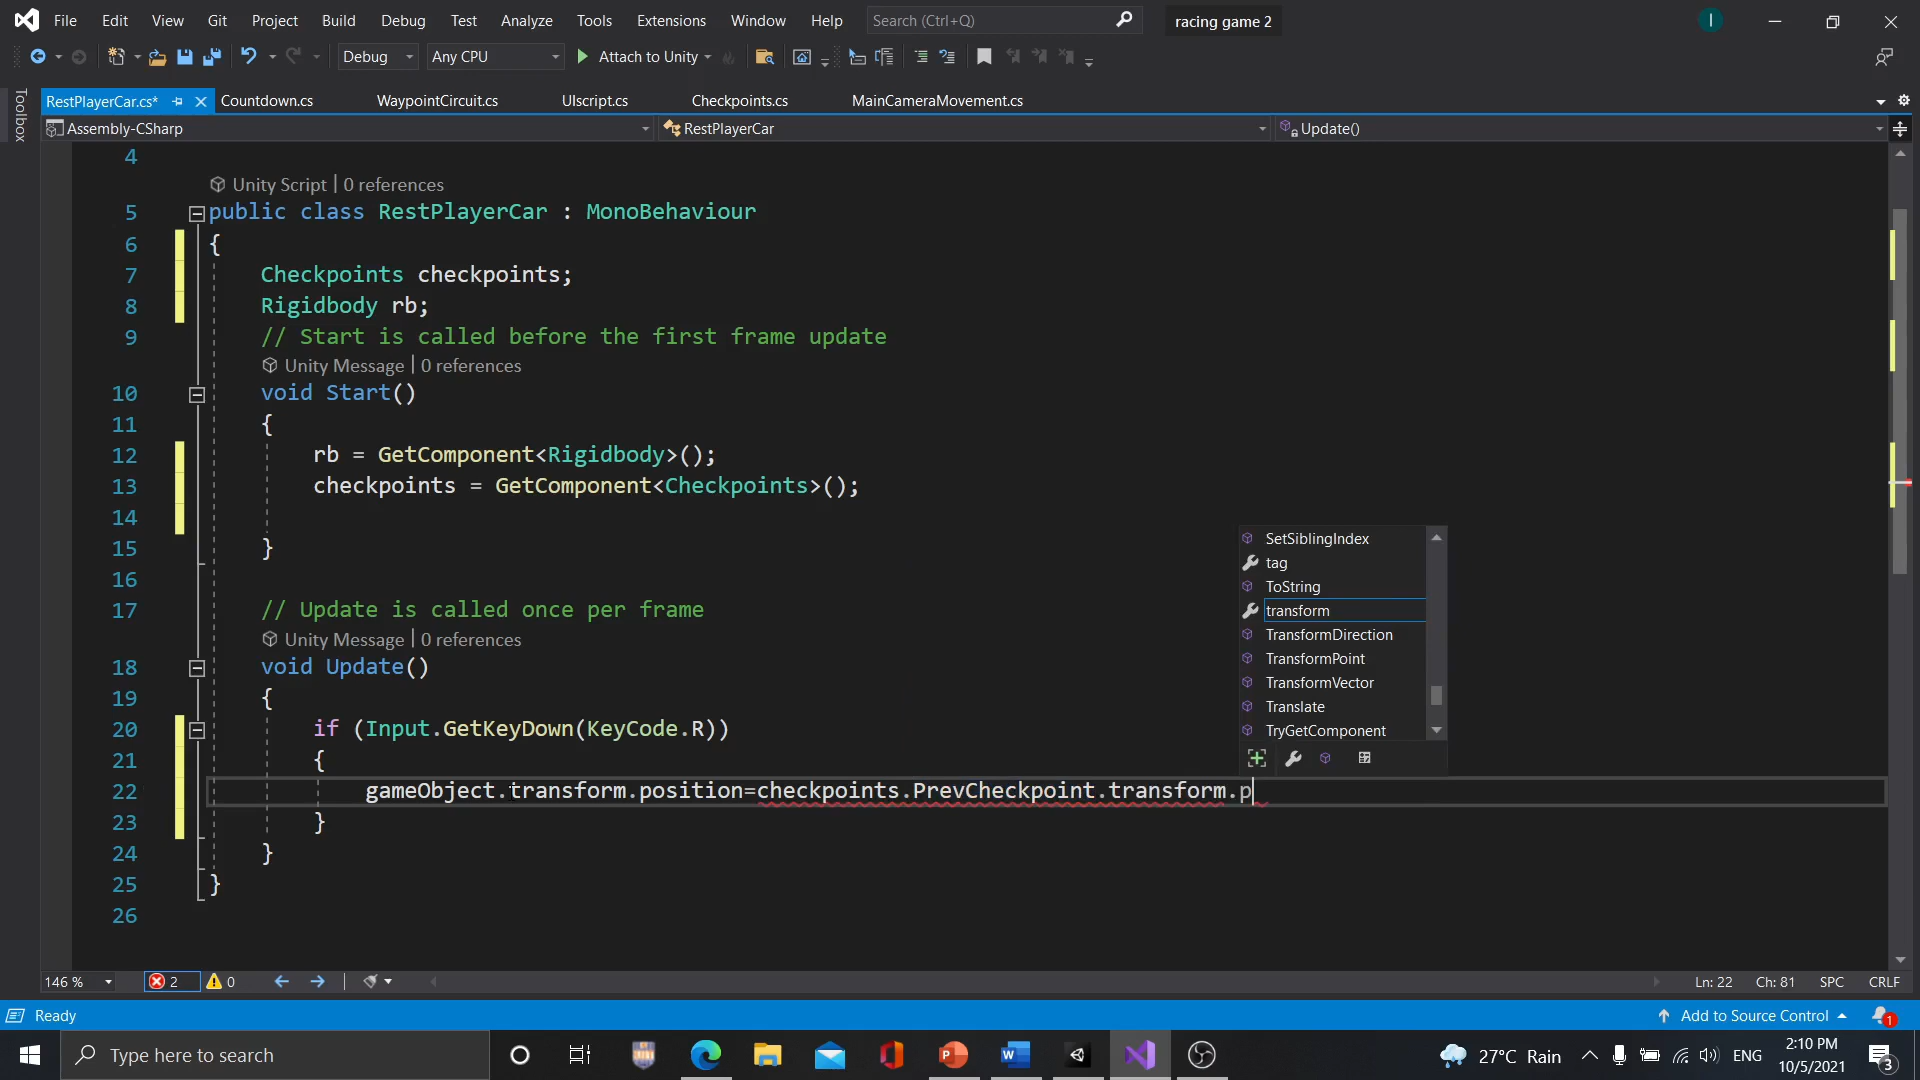 File Edit View Git Project Build Debug Test Analyze Tools Extensions Window Help Search (Ctrl+Q) racing game 2 I
Debug Any CPU Attach to Unity
Toolbox
RestPlayerCar.cs* Countdown.cs WaypointCircuit.cs UIscript.cs Checkpoints.cs MainCameraMovement.cs
Assembly-CSharp RestPlayerCar Update()
4
Unity Script | 0 references
5 public class RestPlayerCar : MonoBehaviour
6 {
7 Checkpoints checkpoints;
8 Rigidbody rb;
9 // Start is called before the first frame update
Unity Message | 0 references
10 void Start()
11 {
12 rb = GetComponent<Rigidbody>();
13 checkpoints = GetComponent<Checkpoints>();
14
15 }
16
17 // Update is called once per frame
Unity Message | 0 references
18 void Update()
19 {
20 if (Input.GetKeyDown(KeyCode.R))
21 {
22 gameObject.transform.position=checkpoints.PrevCheckpoint.transform.p
23 }
24 }
25 }
26
SetSiblingIndex
tag
ToString
transform
TransformDirection
TransformPoint
TransformVector
Translate
TryGetComponent
146 % 2 0 Ln: 22 Ch: 81 SPC CRLF
Ready Add to Source Control 1
Type here to search 27°C Rain ENG 2:10 PM
10/5/2021 3